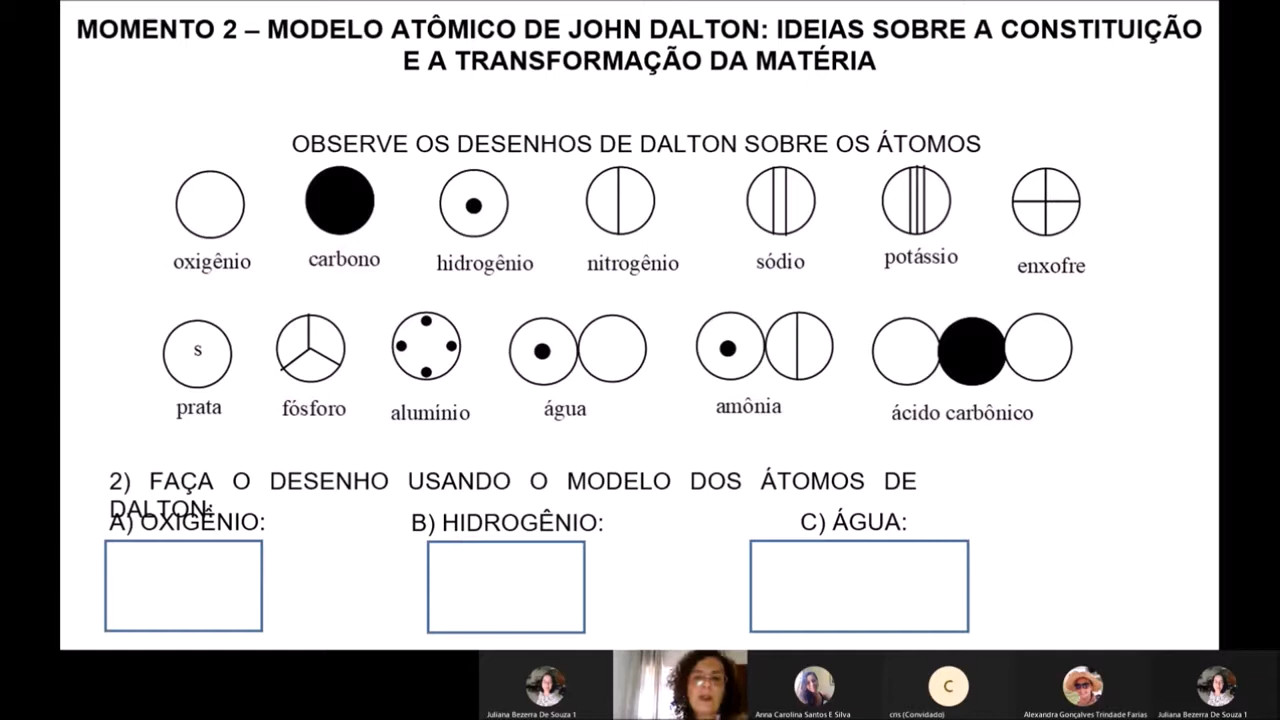 MOMENTO 2 – MODELO ATÔMICO DE JOHN DALTON: IDEIAS SOBRE A CONSTITUIÇÃO
E A TRANSFORMAÇÃO DA MATÉRIA
OBSERVE OS DESENHOS DE DALTON SOBRE OS ÁTOMOS
oxigênio carbono hidrogênio nitrogênio sódio potássio enxofre
s
prata fósforo alumínio água amônia ácido carbônico
2) FAÇA O DESENHO USANDO O MODELO DOS ÁTOMOS DE
DALTON:
A) OXIGÊNIO: B) HIDROGÊNIO: C) ÁGUA:
C
Juliana Bezerra De Souza 1 Anna Carolina Santos E Silva cris (Convidado) Alexandra Gonçalves Trindade Farias Juliana Bezerra De Souza 1